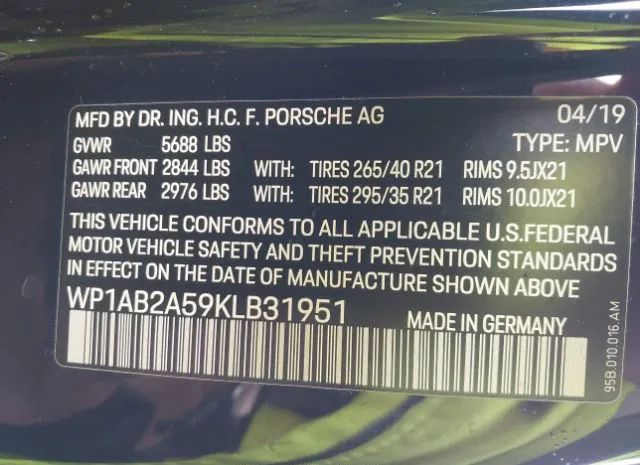 MFD BY DR. ING. H.C. F. PORSCHE AG 04/19
GVWR 5688 LBS TYPE: MPV
GAWR FRONT 2844 LBS WITH: TIRES 265/40 R21 RIMS 9.5JX21
GAWR REAR 2976 LBS WITH: TIRES 295/35 R21 RIMS 10.0JX21
THIS VEHICLE CONFORMS TO ALL APPLICABLE U.S.FEDERAL
MOTOR VEHICLE SAFETY AND THEFT PREVENTION STANDARDS
IN EFFECT ON THE DATE OF MANUFACTURE SHOWN ABOVE
WP1AB2A59KLB31951 MADE IN GERMANY
95B.010.016.AM